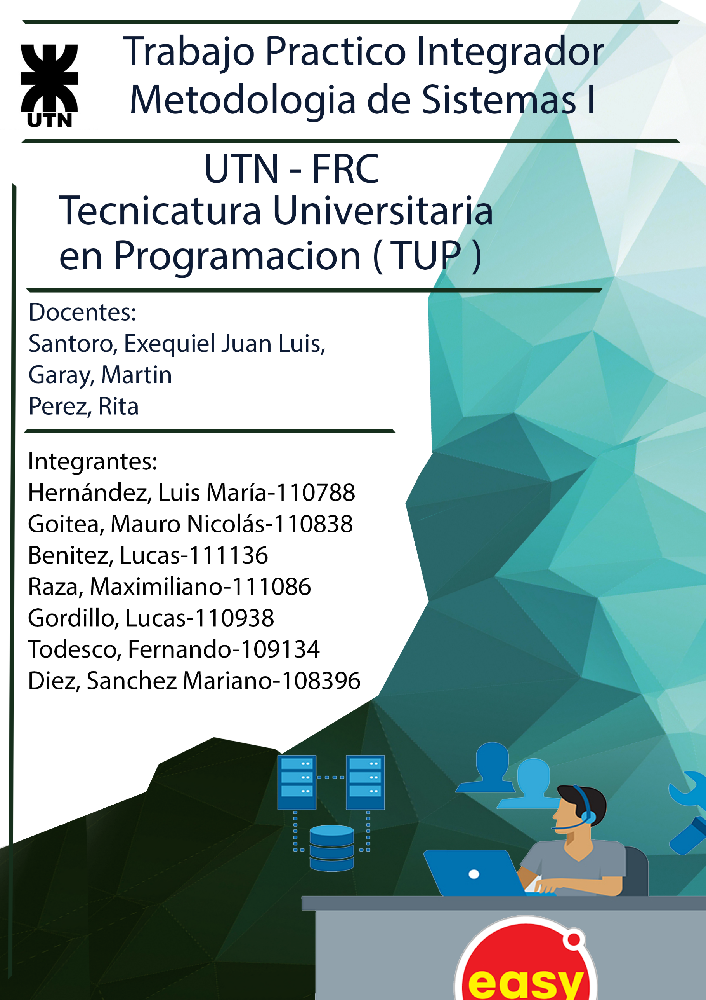 Trabajo Practico Integrador
Metodologia de Sistemas I
UTN
UTN - FRC
Tecnicatura Universitaria
en Programacion ( TUP )
Docentes:
Santoro, Exequiel Juan Luis,
Garay, Martin
Perez, Rita
Integrantes:
Hernández, Luis María-110788
Goitea, Mauro Nicolás-110838
Benitez, Lucas-111136
Raza, Maximiliano-111086
Gordillo, Lucas-110938
Todesco, Fernando-109134
Diez, Sanchez Mariano-108396
easy